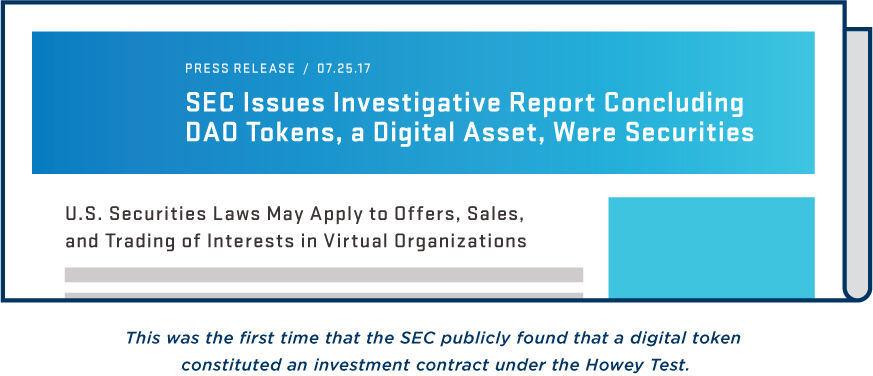 PRESS RELEASE / 07.25.17
SEC Issues Investigative Report Concluding
DAO Tokens, a Digital Asset, Were Securities
U.S. Securities Laws May Apply to Offers, Sales,
and Trading of Interests in Virtual Organizations
This was the first time that the SEC publicly found that a digital token
constituted an investment contract under the Howey Test.